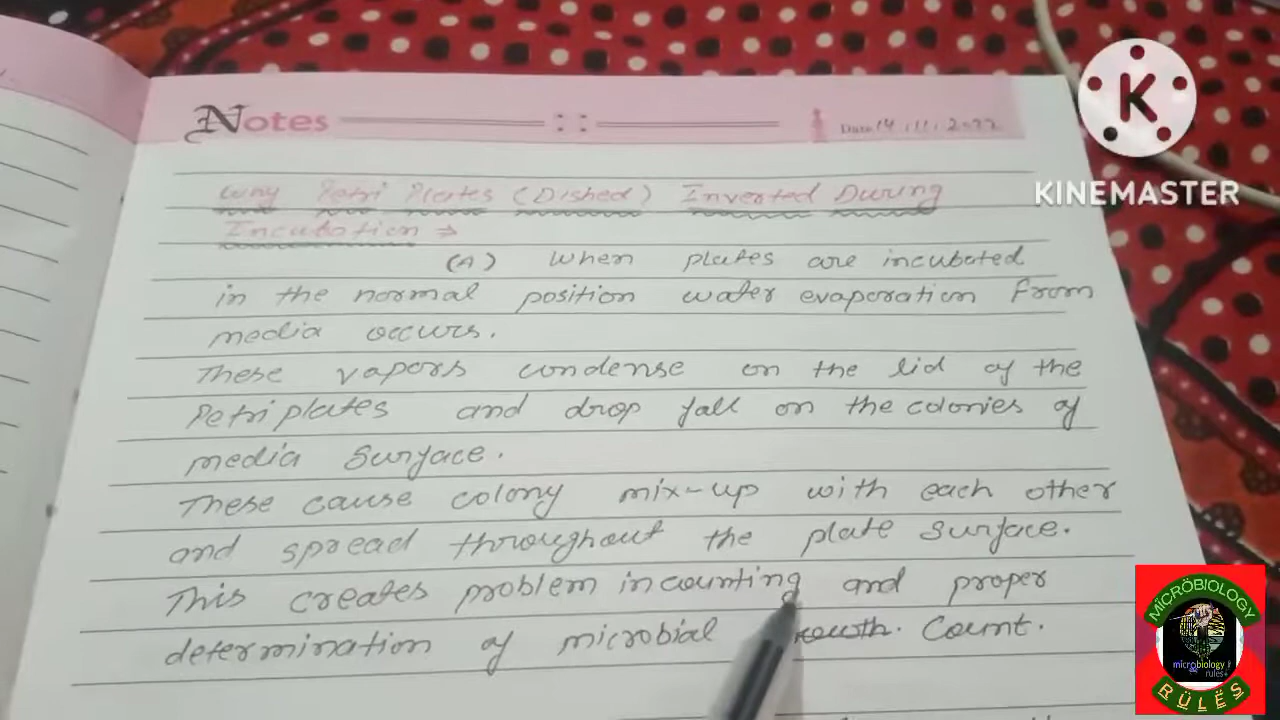 Notes
Date 14.11.2022
Why Petri Plates (Dished) Inverted During
Incubation ⇒
(A) When plates are incubated
in the normal position water evaporation from
media occurs.
These vapors condense on the lid of the
Petriplates and drop fall on the colonies of
media surface.
These cause colony mix-up with each other
and spread throughout the plate surface.
This creates problem in counting and proper
determination of microbial Count.
KINEMASTER
MICRÖBIOLOGY
microbiology
rules
RÜLËS